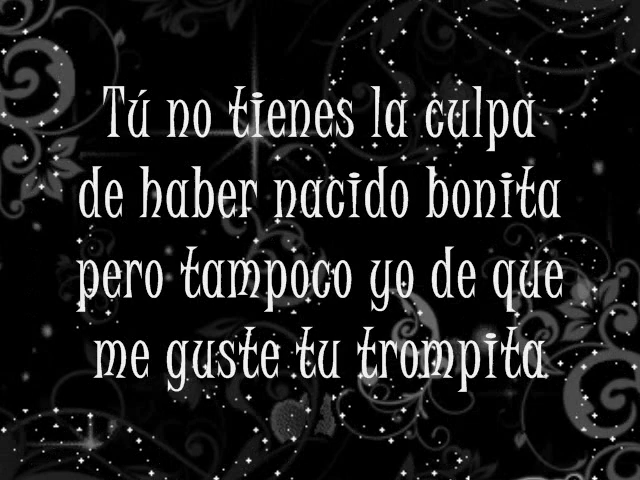 Tú no tienes la culpa
de haber nacido bonita
pero tampoco yo de que
me guste tu trompita